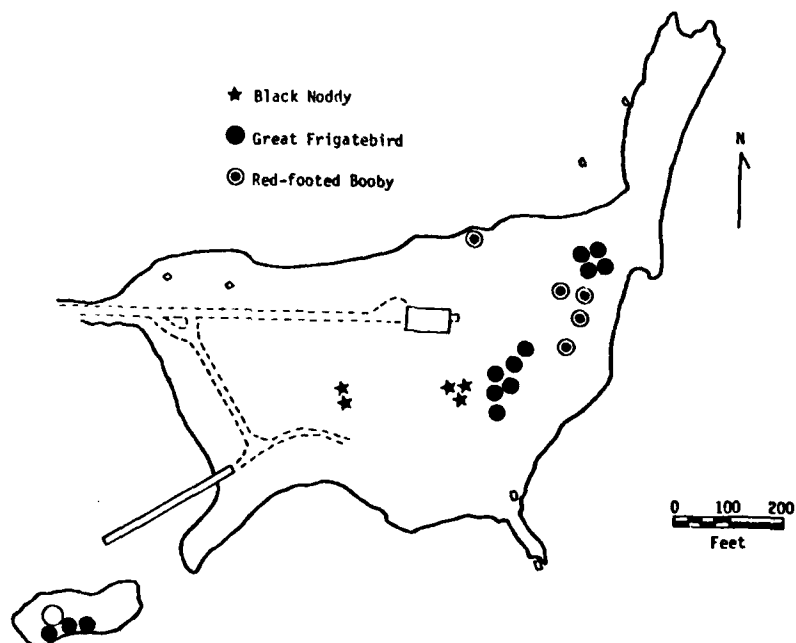 Black Noddy
Great Frigatebird
Red-footed Booby
N
0 100 200
Feet